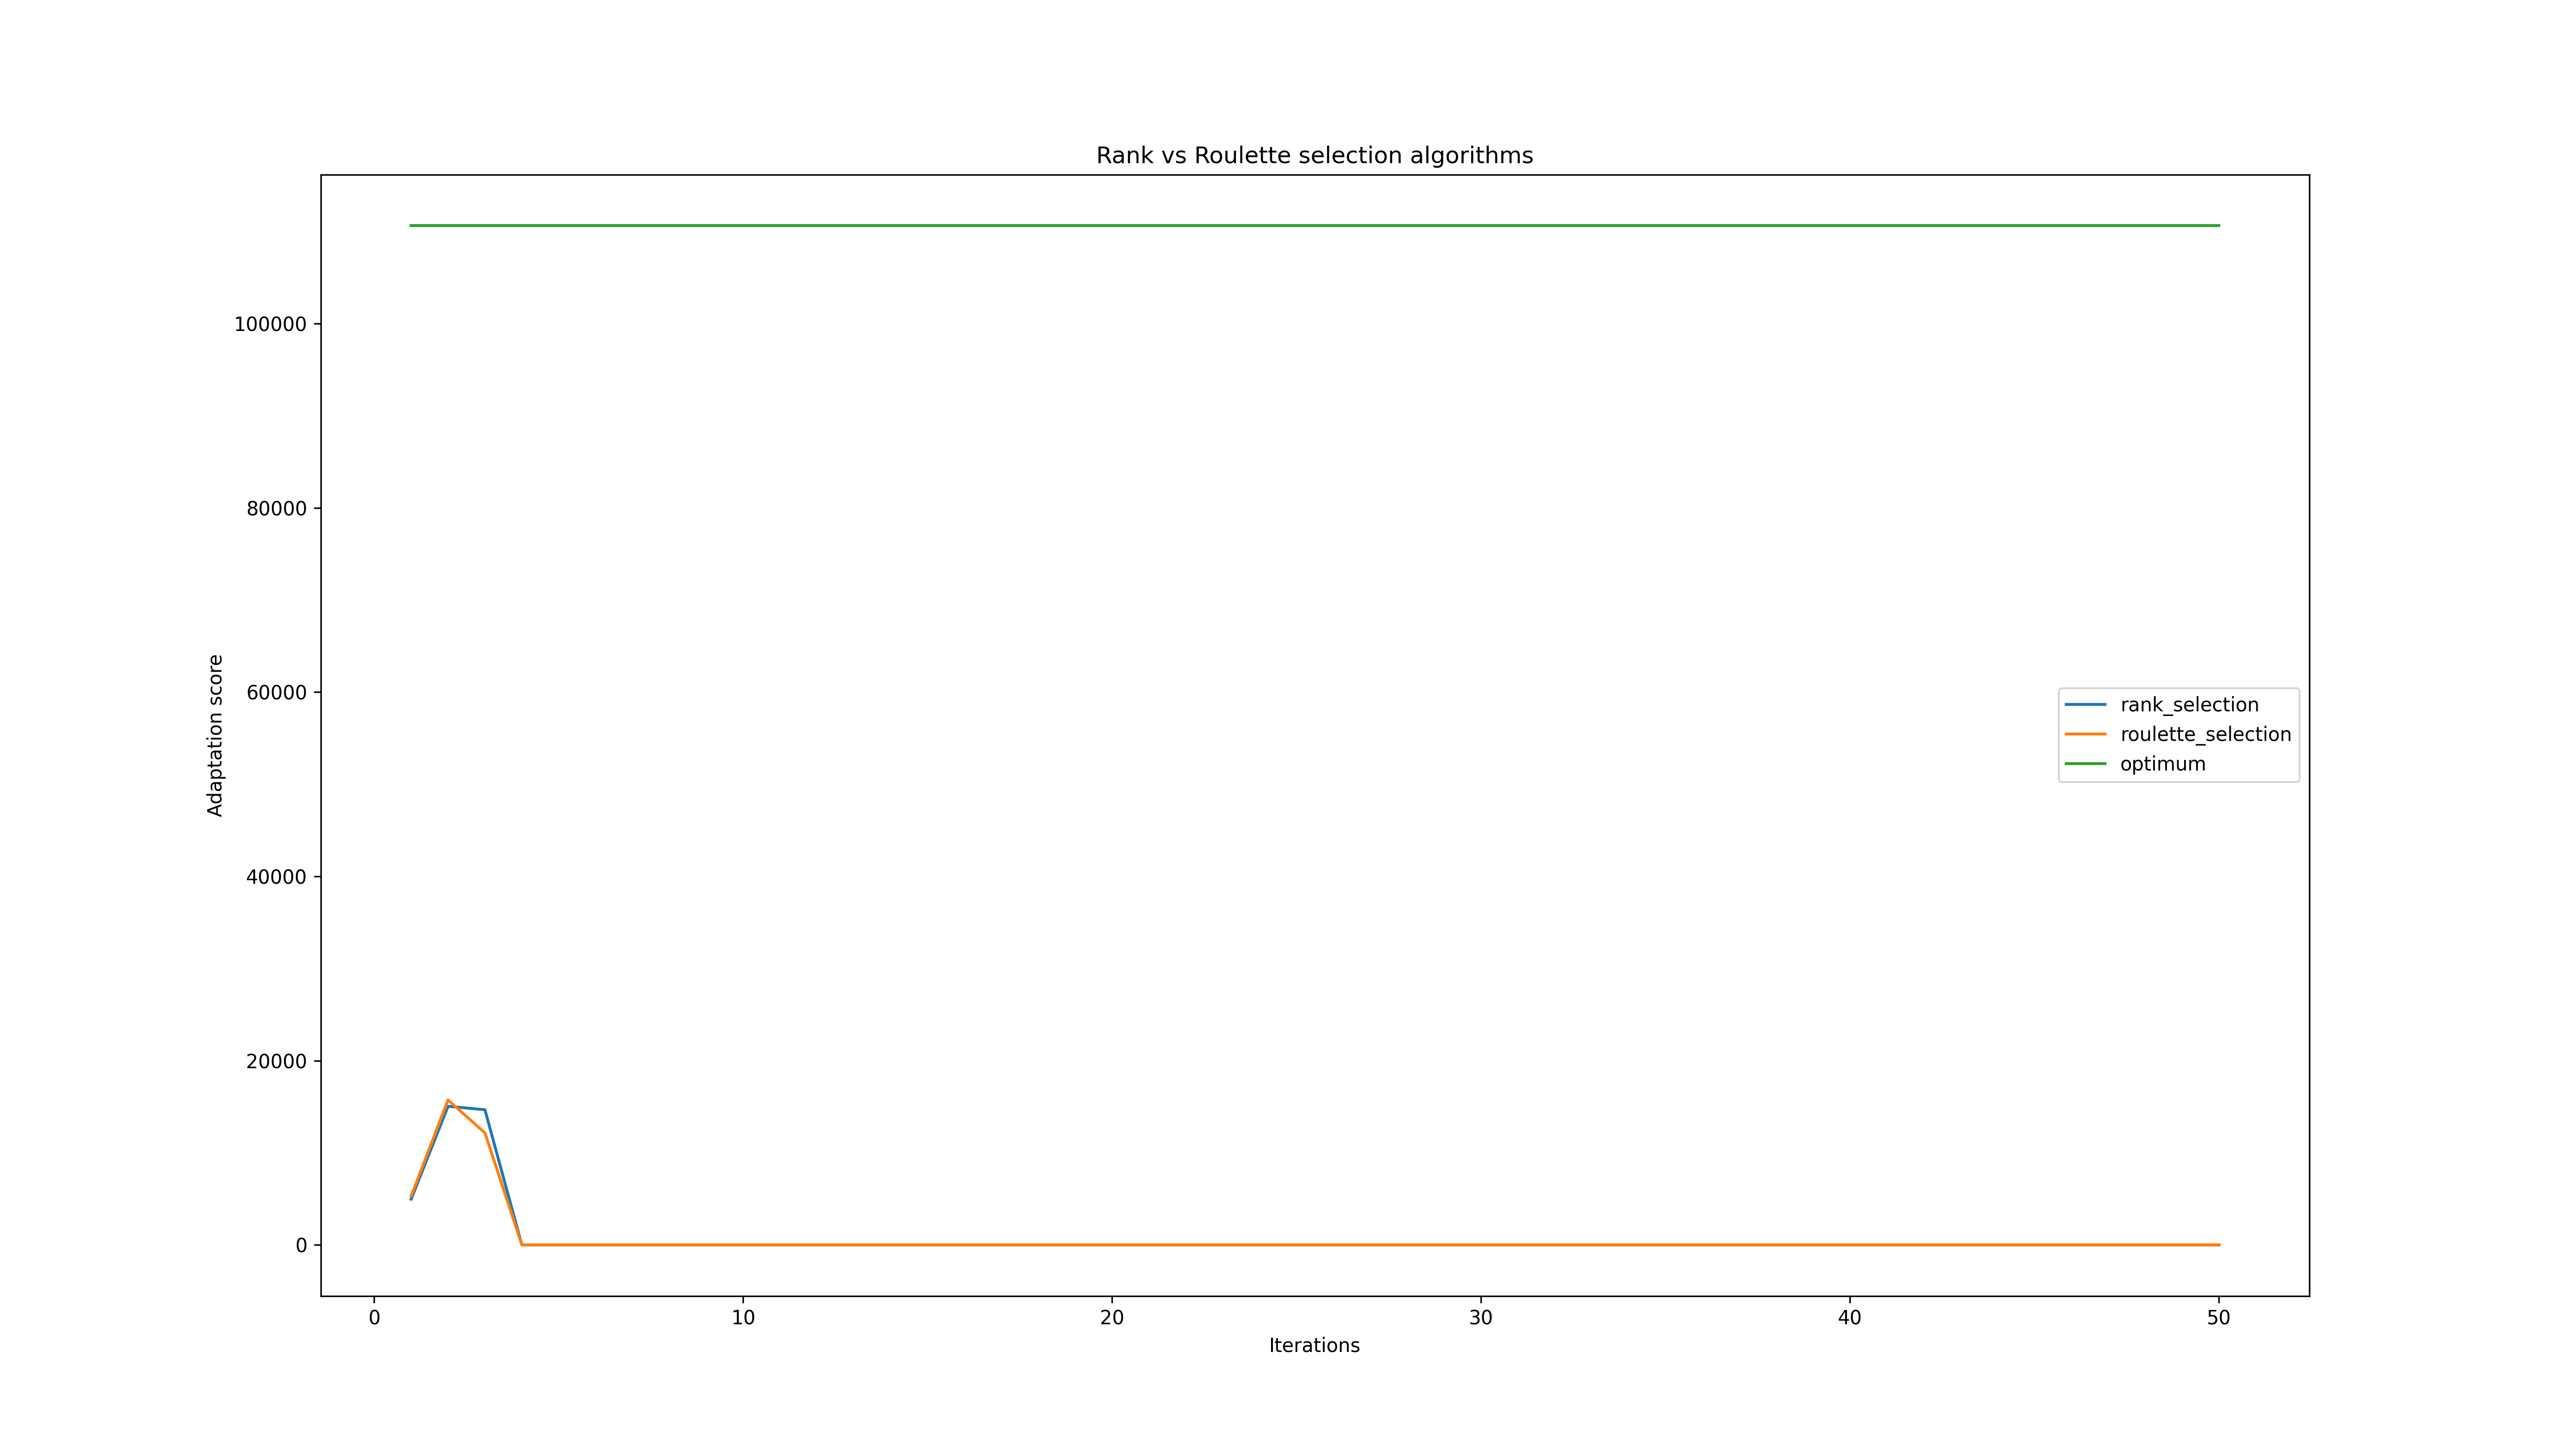 Rank vs Roulette selection algorithms
100000
80000
60000
40000
20000
0
Adaptation score
rank_selection
roulette_selection
optimum
0 10 20 30 40 50
Iterations